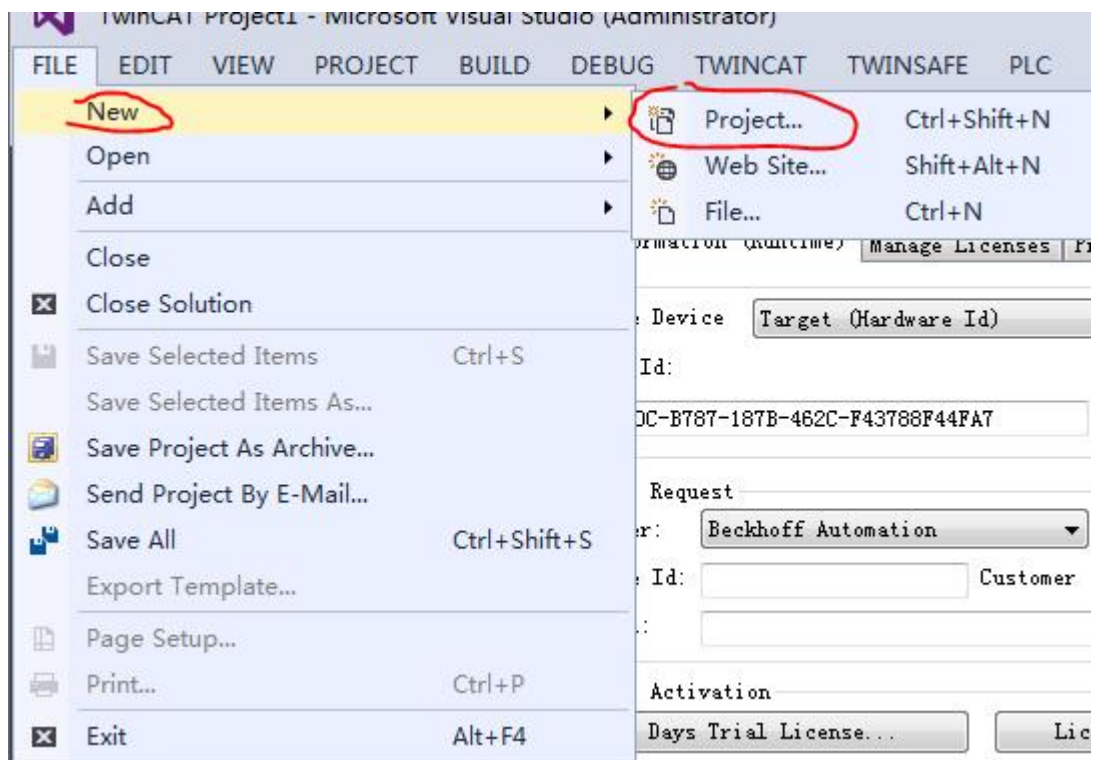 TwinCAT Project1 - Microsoft Visual Studio (Administrator)
FILE EDIT VIEW PROJECT BUILD DEBUG TWINCAT TWINSAFE PLC
New
Project... Ctrl+Shift+N
Open
Web Site... Shift+Alt+N
Add
File... Ctrl+N
(Runtime) Manage Licenses
Close
Close Solution
Device Target (Hardware Id)
Save Selected Items Ctrl+S
Id:
Save Selected Items As...
0C-B787-187B-462C-F43788F44FA7
Save Project As Archive...
Send Project By E-Mail...
Request
Save All Ctrl+Shift+S
Beckhoff Automation
Export Template...
Id: Customer
Page Setup...
Print... Ctrl+P
Activation
Exit Alt+F4
Days Trial License... Lic